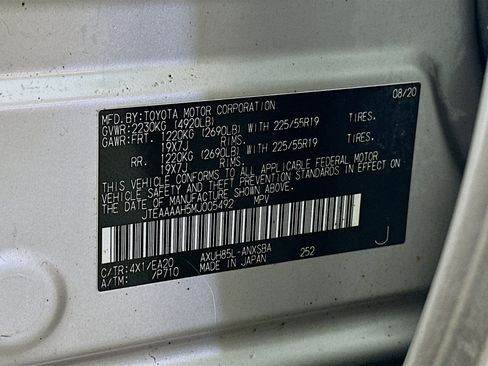 MFD.BY: TOYOTA MOTOR CORPORATION 08/20
GVWR: 2230KG (4920LB)
GAWR: FRT. 1220KG (2690LB) WITH 225/55R19 TIRES.
19X7J RIMS.
RR. 1220KG (2690LB) WITH 225/55R19 TIRES.
19X7J RIMS.
THIS VEHICLE CONFORMS TO ALL APPLICABLE FEDERAL MOTOR
VEHICLE SAFETY AND THEFT PREVENTION STANDARDS IN EFFECT ON
THE DATE OF MANUFACTURE SHOWN ABOVE.
JTEAAAAH5MJ005492 MPV
C/TR: 4X1/EA20 AXUH85L-ANXSBA 252 J
A/TM: /P710 MADE IN JAPAN